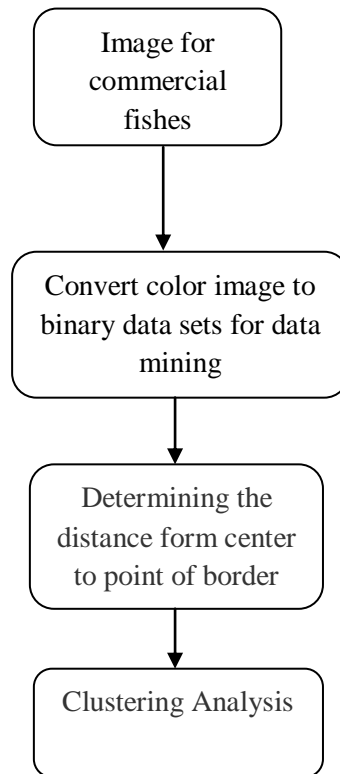 Image for
commercial
fishes
Convert color image to
binary data sets for data
mining
Determining the
distance form center
to point of border
Clustering Analysis